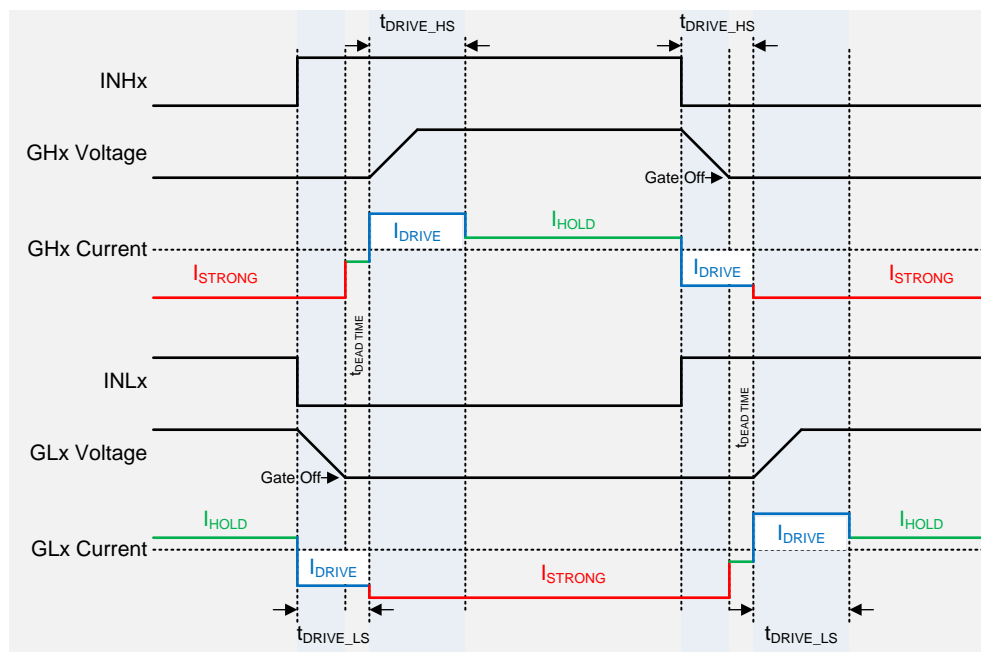 tDRIVE_HS tDRIVE_HS
INHx
GHx Voltage
Gate Off
IHOLD
IDRIVE
GHx Current
ISTRONG IDRIVE ISTRONG
tDEAD TIME
INLx
tDEAD TIME
GLx Voltage
Gate Off
IHOLD IHOLD
IDRIVE
GLx Current
IDRIVE ISTRONG
tDRIVE_LS tDRIVE_LS